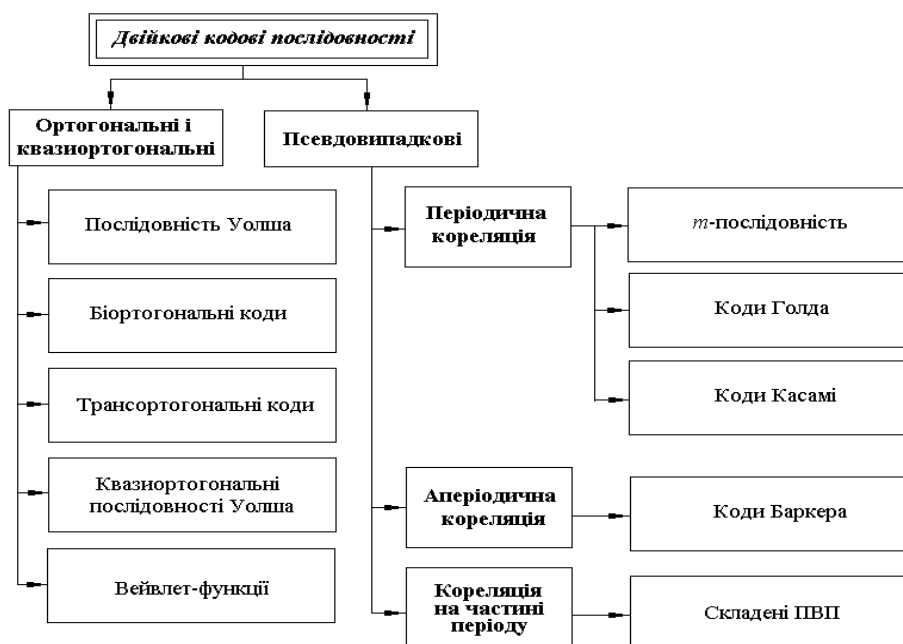 Двійкові кодові послідовності
Ортогональні і
квазиортогональні
Псевдовипадкові
Послідовність Уолша
Біортогональні коди
Трансортогональні коди
Квазиортогональні
послідовності Уолша
Вейвлет-функції
Періодична
кореляція
m-послідовність
Коди Голда
Коди Касамі
Аперіодична
кореляція
Коди Баркера
Кореляція
на частині
періоду
Складені ПВП